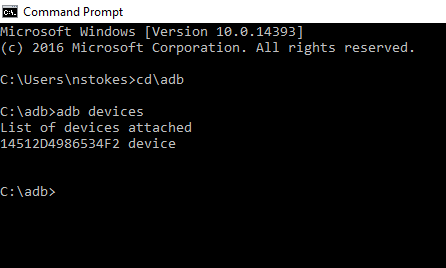 Command Prompt
Microsoft Windows [Version 10.0.14393]
(c) 2016 Microsoft Corporation. All rights reserved.
C:\Users\nstokes>cd\adb
C:\adb>adb devices
List of devices attached
14512D4986534F2 device
C:\adb>